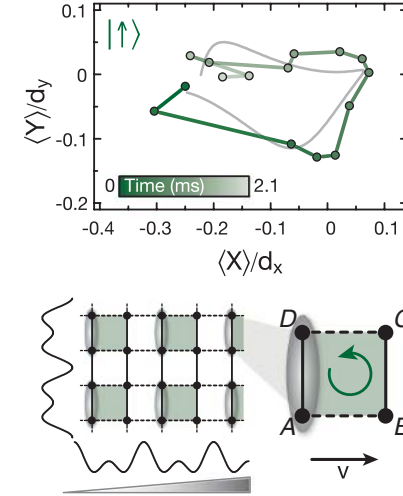 0.1
|↑⟩
0
-0.1
-0.2
⟨Y⟩/d_y
0 Time (ms) 2.1
-0.4 -0.3 -0.2 -0.1 0 0.1
⟨X⟩/d_x
D
A
v